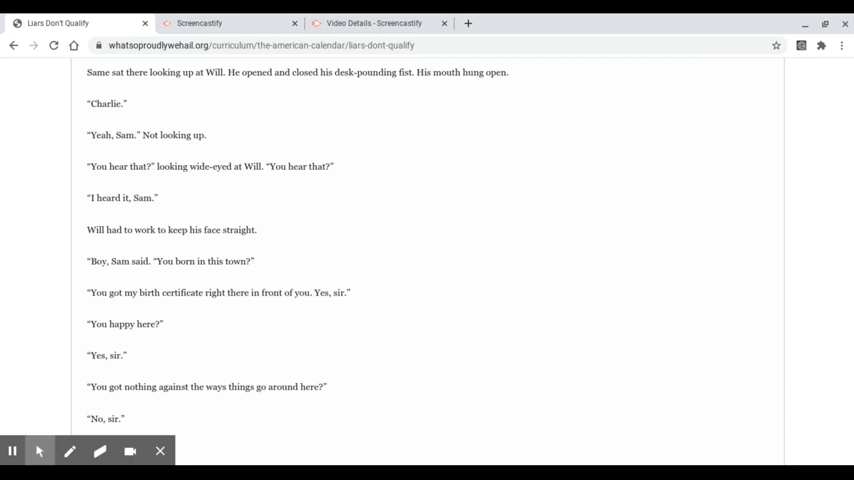 Liars Don't Qualify
Screencastify
Video Details - Screencastify
whatsoproudlywehail.org/curriculum/the-american-calendar/liars-dont-qualify
Same sat there looking up at Will. He opened and closed his desk-pounding fist. His mouth hung open.
“Charlie.”
“Yeah, Sam.” Not looking up.
“You hear that?” looking wide-eyed at Will. “You hear that?”
“I heard it, Sam.”
Will had to work to keep his face straight.
“Boy, Sam said. “You born in this town?”
“You got my birth certificate right there in front of you. Yes, sir.”
“You happy here?”
“Yes, sir.”
“You got nothing against the ways things go around here?”
“No, sir.”